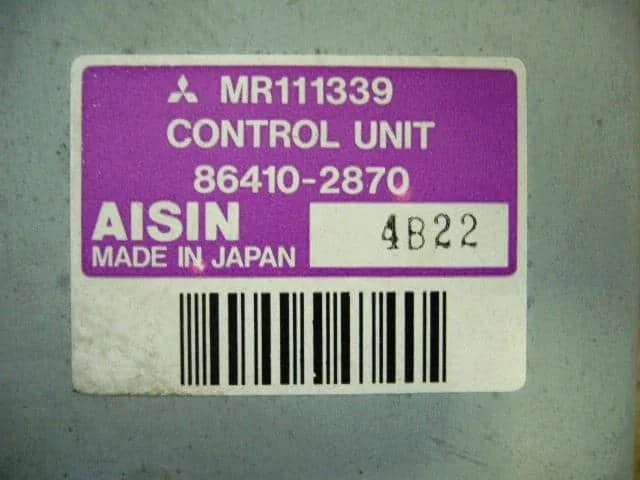 MR111339
CONTROL UNIT
86410-2870
AISIN 4B22
MADE IN JAPAN